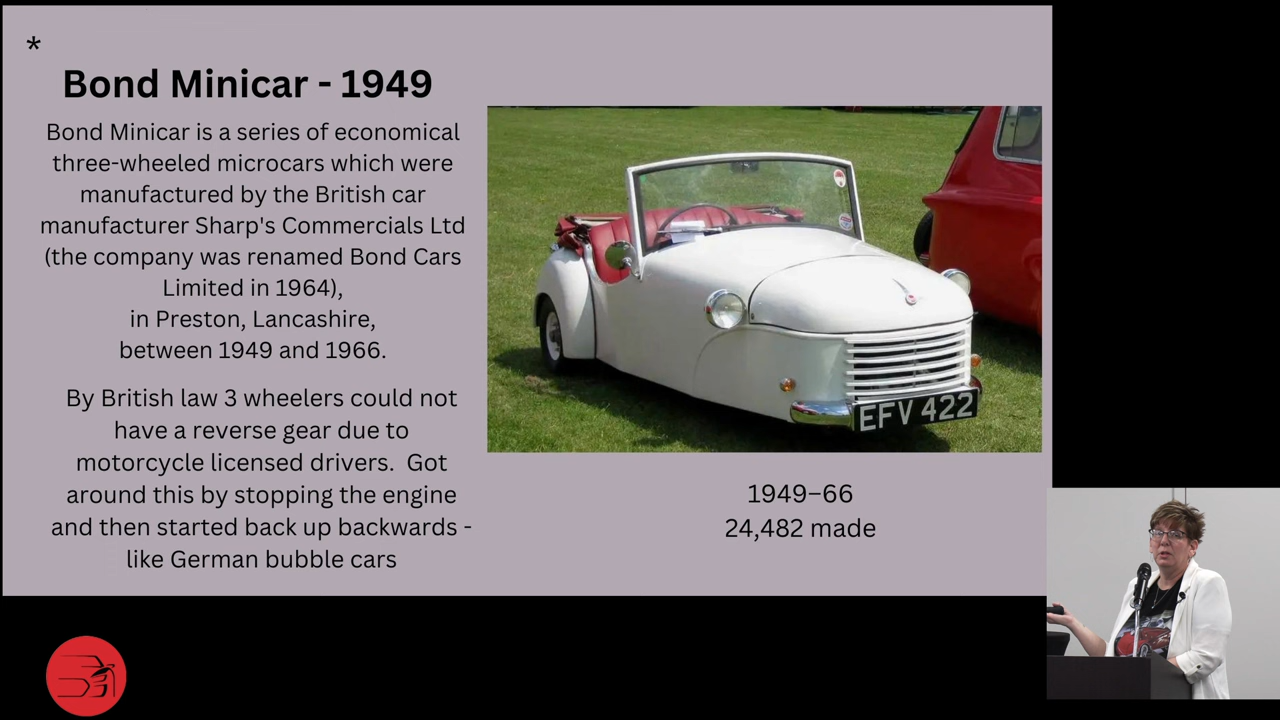 *
Bond Minicar - 1949
Bond Minicar is a series of economical
three-wheeled microcars which were
manufactured by the British car
manufacturer Sharp's Commercials Ltd
(the company was renamed Bond Cars
Limited in 1964),
in Preston, Lancashire,
between 1949 and 1966.
By British law 3 wheelers could not
have a reverse gear due to
motorcycle licensed drivers. Got
around this by stopping the engine
and then started back up backwards -
like German bubble cars
EFV 422
1949–66
24,482 made